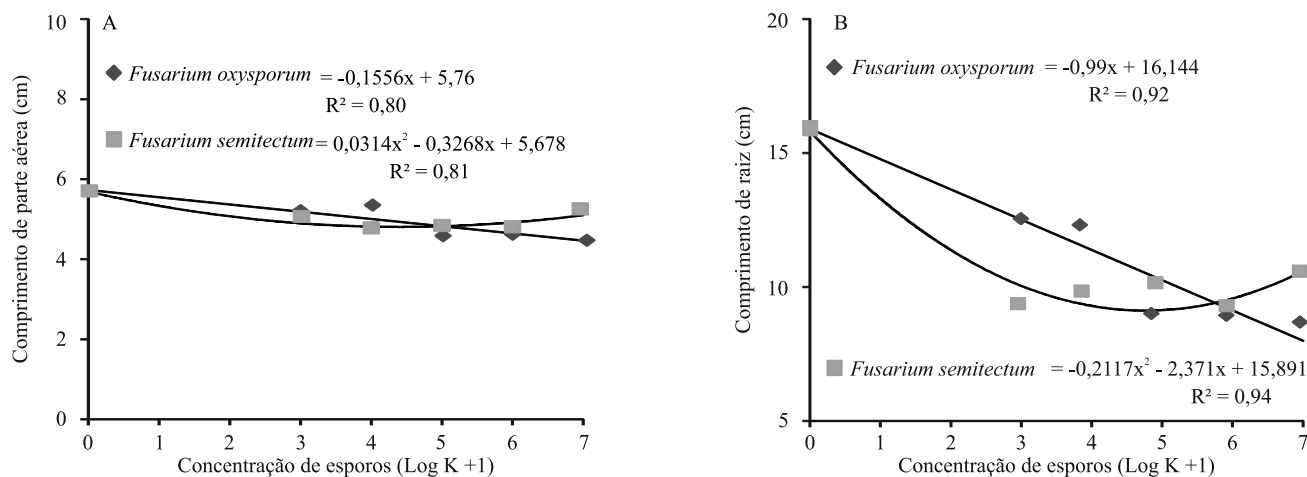 A
Comprimento de parte aérea (cm)
10
8
6
4
2
0
Fusarium oxysporum = -0,1556x + 5,76
R² = 0,80
Fusarium semitectum = 0,0314x² - 0,3268x + 5,678
R² = 0,81
0 1 2 3 4 5 6 7
Concentração de esporos (Log K +1)
B
Comprimento de raiz (cm)
20
15
10
5
Fusarium oxysporum = -0,99x + 16,144
R² = 0,92
Fusarium semitectum = -0,2117x² - 2,371x + 15,891
R² = 0,94
0 1 2 3 4 5 6 7
Concentração de esporos (Log K +1)